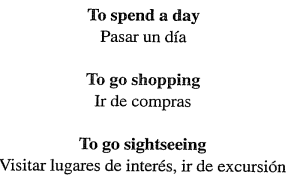 To spend a day
Pasar un día
To go shopping
Ir de compras
To go sightseeing
Visitar lugares de interés, ir de excursión